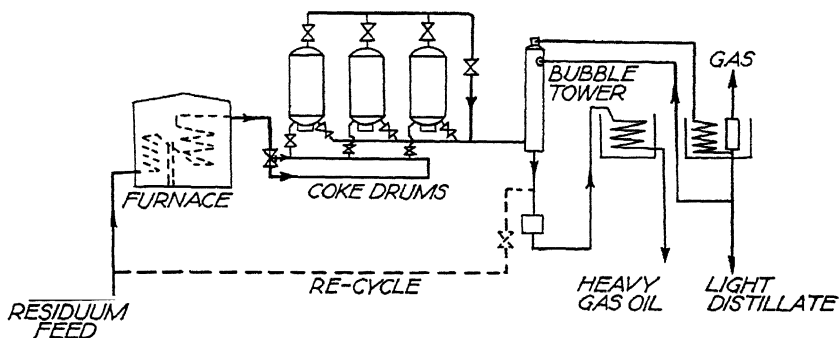 GAS
BUBBLE
TOWER
COKE DRUMS
FURNACE
RE-CYCLE
RESIDUUM
FEED
HEAVY
GAS OIL
LIGHT
DISTILLATE